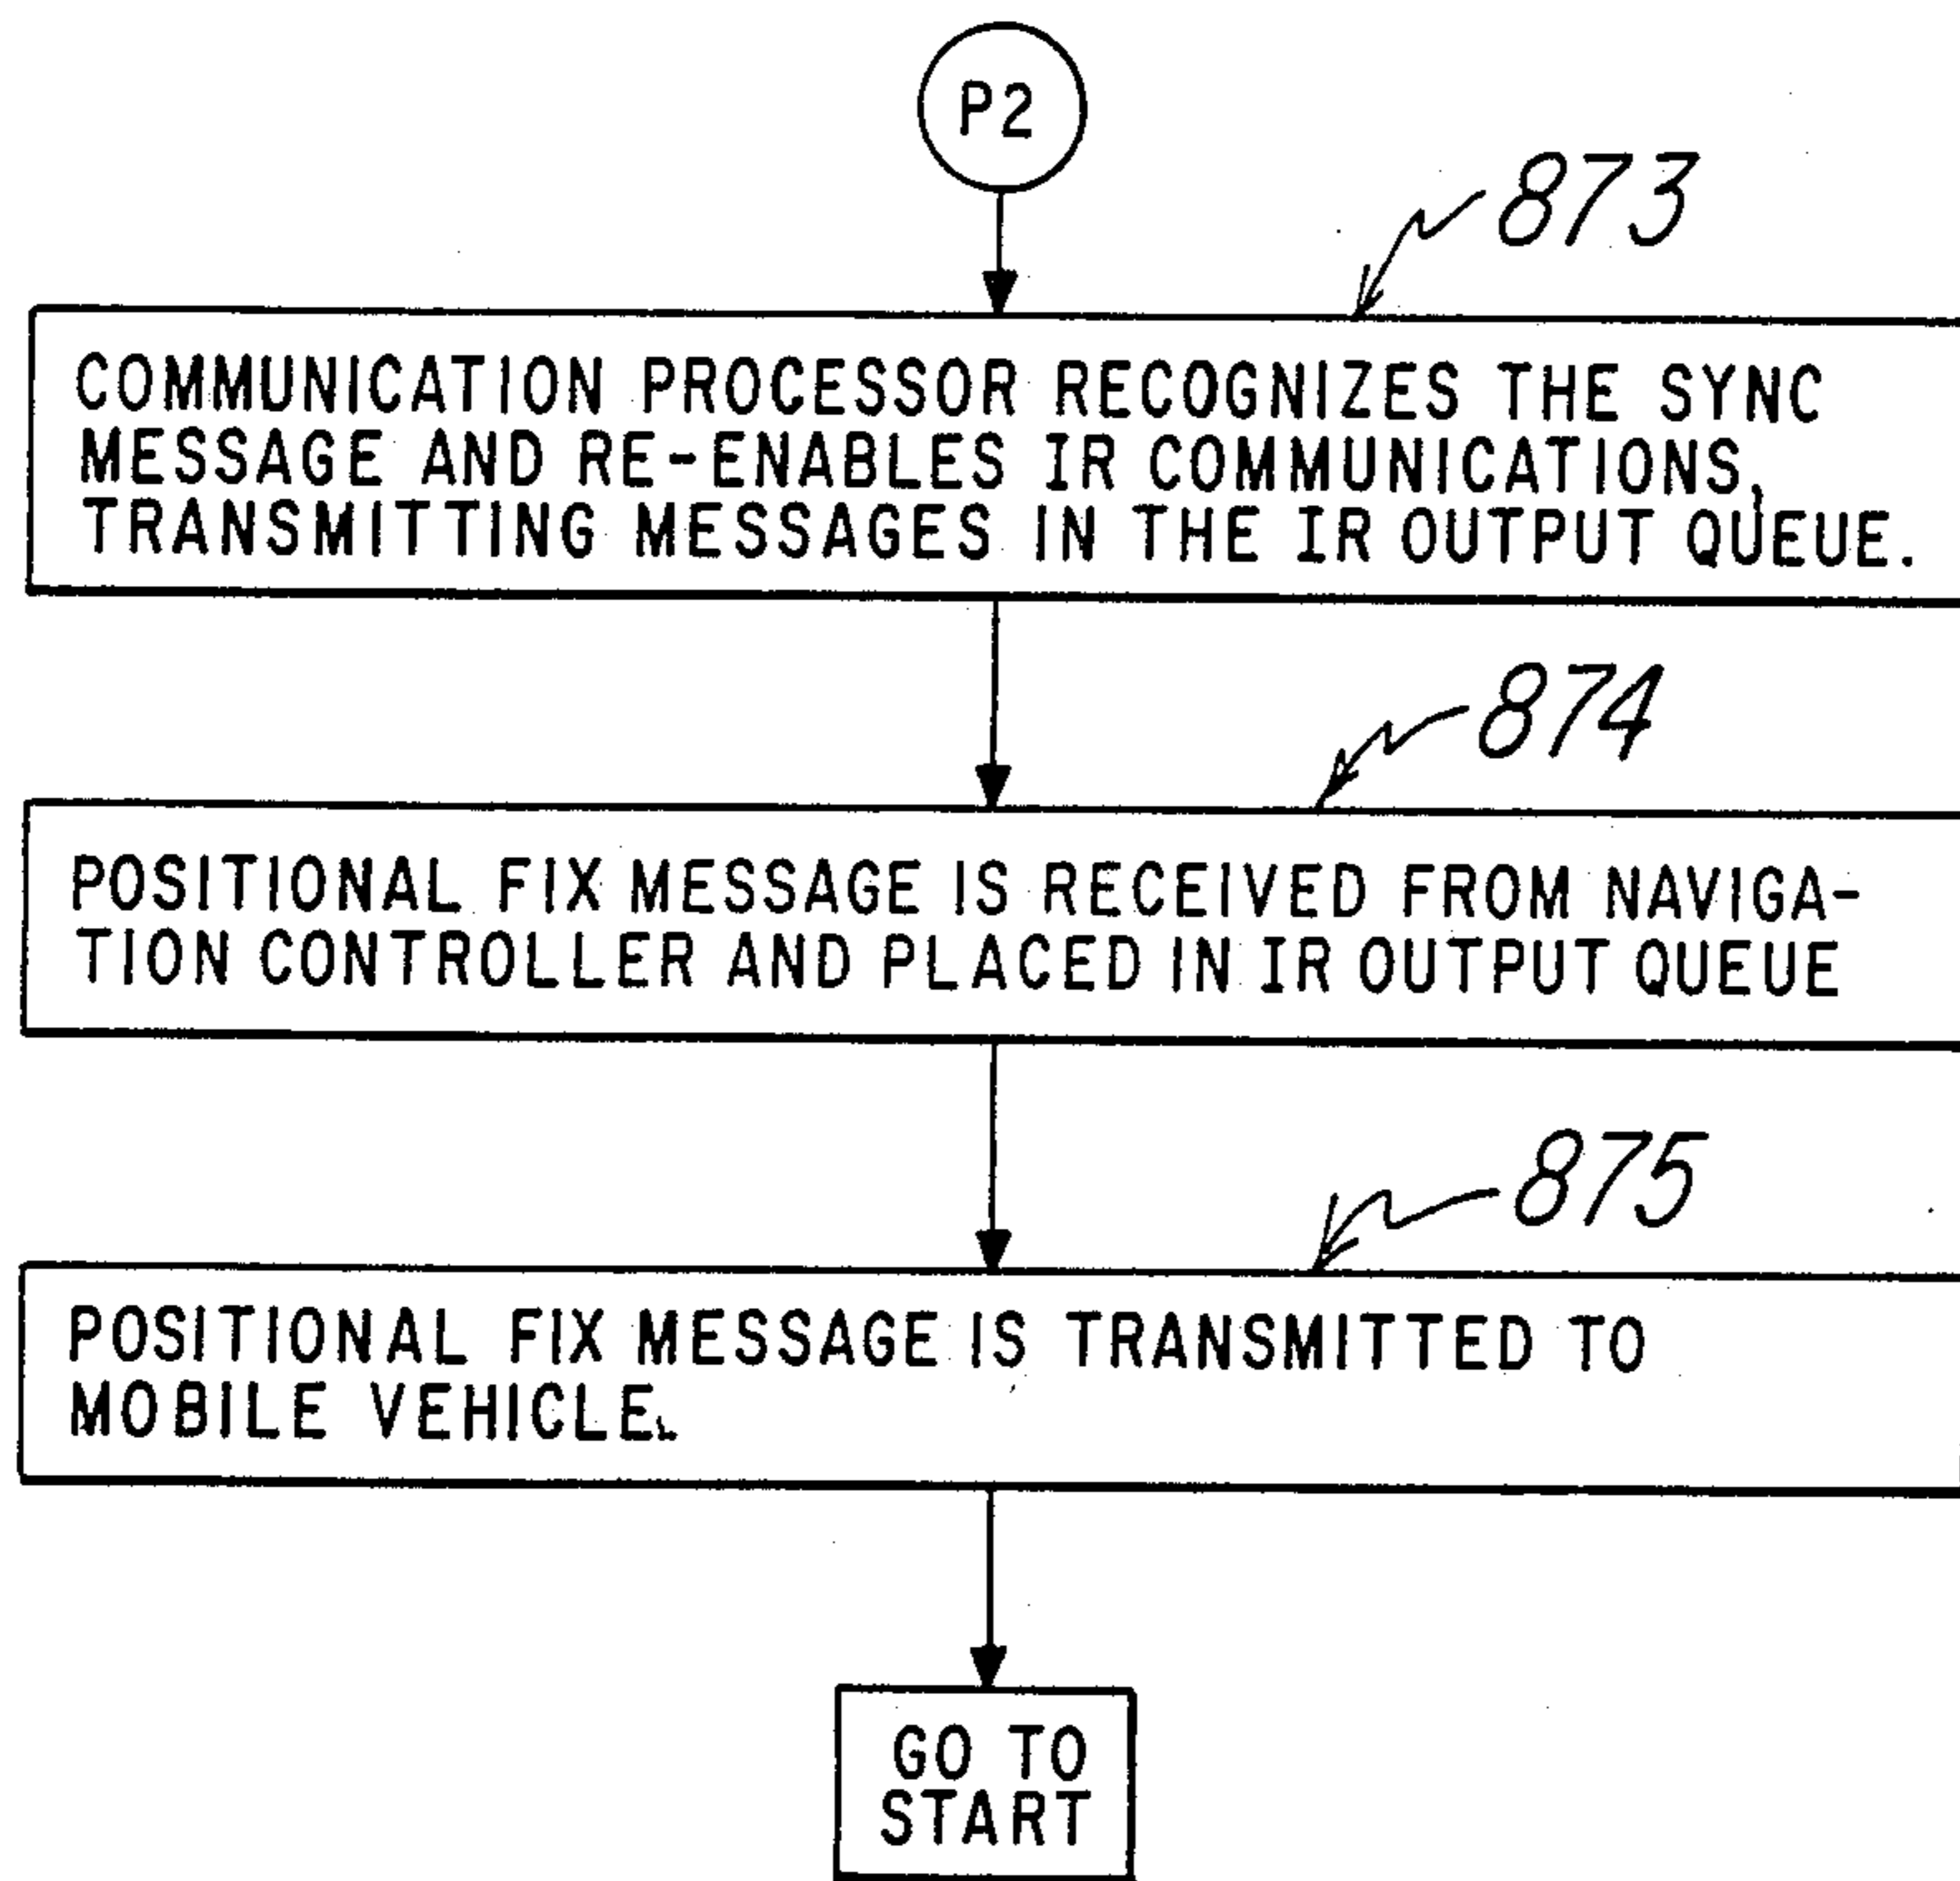 P2
873
COMMUNICATION PROCESSOR RECOGNIZES THE SYNC
MESSAGE AND RE-ENABLES IR COMMUNICATIONS,
TRANSMITTING MESSAGES IN THE IR OUTPUT QUEUE.
874
POSITIONAL FIX MESSAGE IS RECEIVED FROM NAVIGA-
TION CONTROLLER AND PLACED IN IR OUTPUT QUEUE
875
POSITIONAL FIX MESSAGE IS TRANSMITTED TO
MOBILE VEHICLE.
GO TO
START